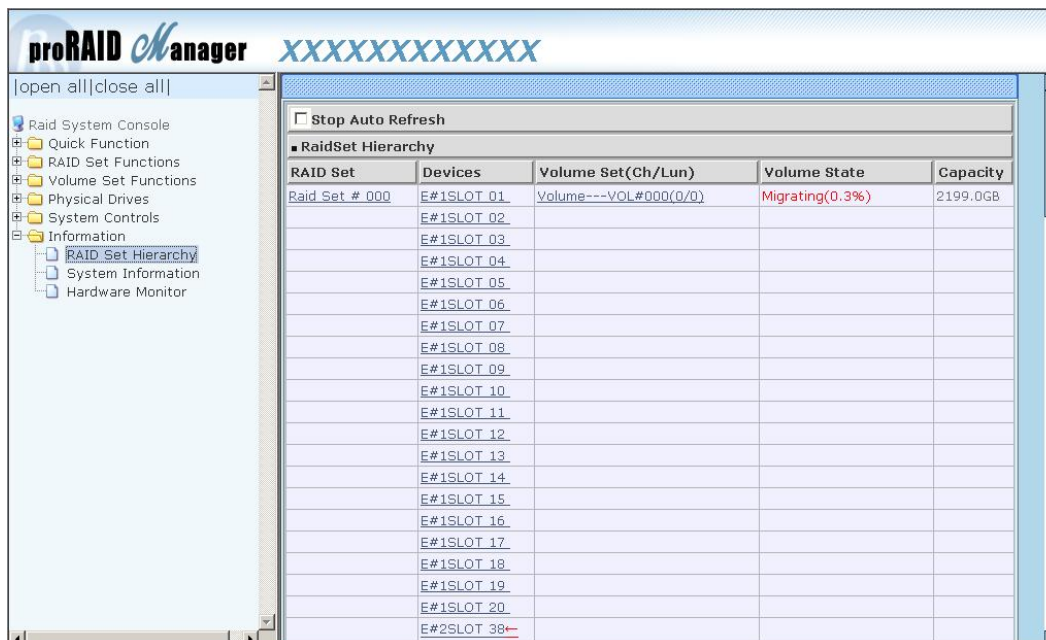 proRAID Manager XXXXXXXXXXXX
|open all|close all|
Raid System Console
Quick Function
RAID Set Functions
Volume Set Functions
Physical Drives
System Controls
Information
RAID Set Hierarchy
System Information
Hardware Monitor
Stop Auto Refresh
RaidSet Hierarchy
RAID Set Devices Volume Set(Ch/Lun) Volume State Capacity
Raid Set # 000 E#1SLOT 01 Volume---VOL#000(0/0) Migrating(0.3%) 2199.0GB
E#1SLOT 02
E#1SLOT 03
E#1SLOT 04
E#1SLOT 05
E#1SLOT 06
E#1SLOT 07
E#1SLOT 08
E#1SLOT 09
E#1SLOT 10
E#1SLOT 11
E#1SLOT 12
E#1SLOT 13
E#1SLOT 14
E#1SLOT 15
E#1SLOT 16
E#1SLOT 17
E#1SLOT 18
E#1SLOT 19
E#1SLOT 20
E#2SLOT 38←